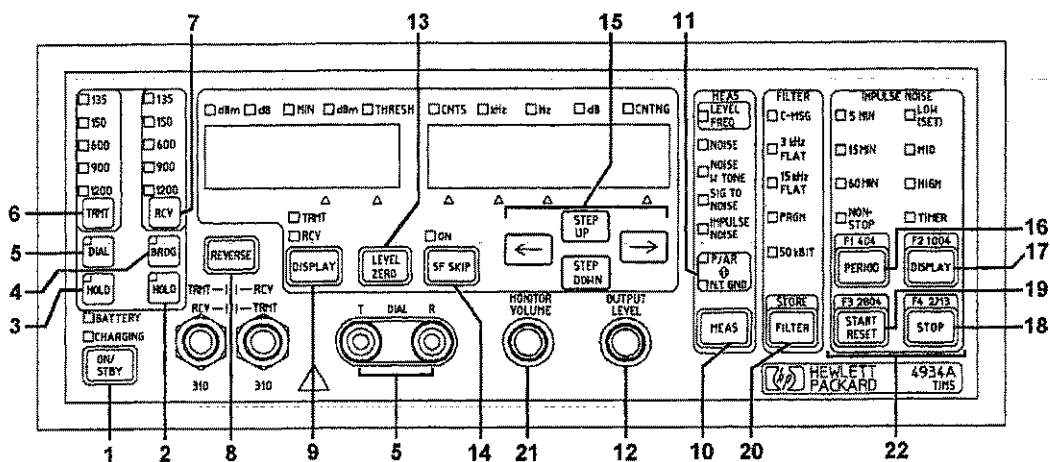 7 13 15 11
135 135
150 150
600 600
900 900
1200 1200
TRMT RCV
DIAL BRDG
HOLD HOLD
BATTERY
CHARGING
ON/
STBY
REVERSE
TRMT RCV
RCV TRMT
310 310
dBm dB MIN dBm THRESH CNTS kHz Hz dB CNTNG
TRMT
RCV
DISPLAY
LEVEL
ZERO
ON
SF SKIP
STEP
UP
← →
STEP
DOWN
T DIAL R
MONITOR
VOLUME
OUTPUT
LEVEL
MEAS
LEVEL
FREQ
NOISE
NOISE
W TONE
SIG TO
NOISE
IMPULSE
NOISE
P/AR
N.T GND
MEAS
FILTER
C-MSG
3 kHz
FLAT
15 kHz
FLAT
PRGM
50 kBIT
STORE
FILTER
IMPULSE NOISE
5 MIN LOW
(SET)
15 MIN MID
60 MIN HIGH
NON-
STOP TIMER
F1 404 F2 1004
PERIOD DISPLAY
F3 2804 F4 2713
START
RESET STOP
hp HEWLETT
PACKARD 4934A
TIMS
6
5
4
3
16
17
19
18
1 2 8 9 5 14 21 12 10 20 22